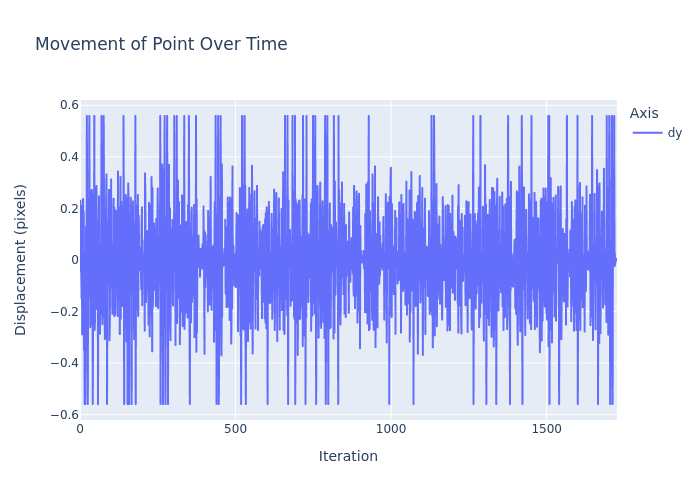 Movement of Point Over Time
Displacement (pixels)
0.6
0.4
0.2
0
−0.2
−0.4
−0.6
0
500
1000
1500
Iteration
Axis
dy